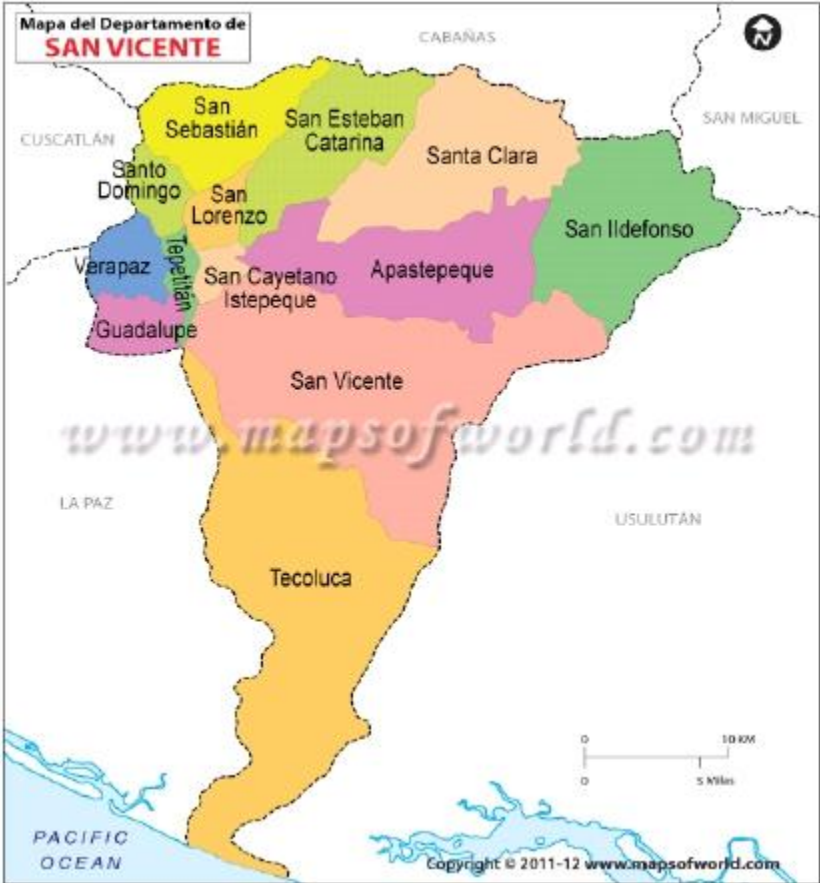 Mapa del Departamento de
SAN VICENTE
CABAÑAS
N
SAN MIGUEL
CUSCATLÁN
San
Sebastián
San Esteban
Catarina
Santa Clara
Santo
Domingo
San
Lorenzo
San Ildefonso
Verapaz
Tepetitán
San Cayetano
Istepeque
Apastepeque
Guadalupe
San Vicente
www.mapsofworld.com
LA PAZ
USULUTÁN
Tecoluca
0 10 KM
0 5 Miles
PACIFIC
OCEAN
Copyright © 2011-12 www.mapsofworld.com